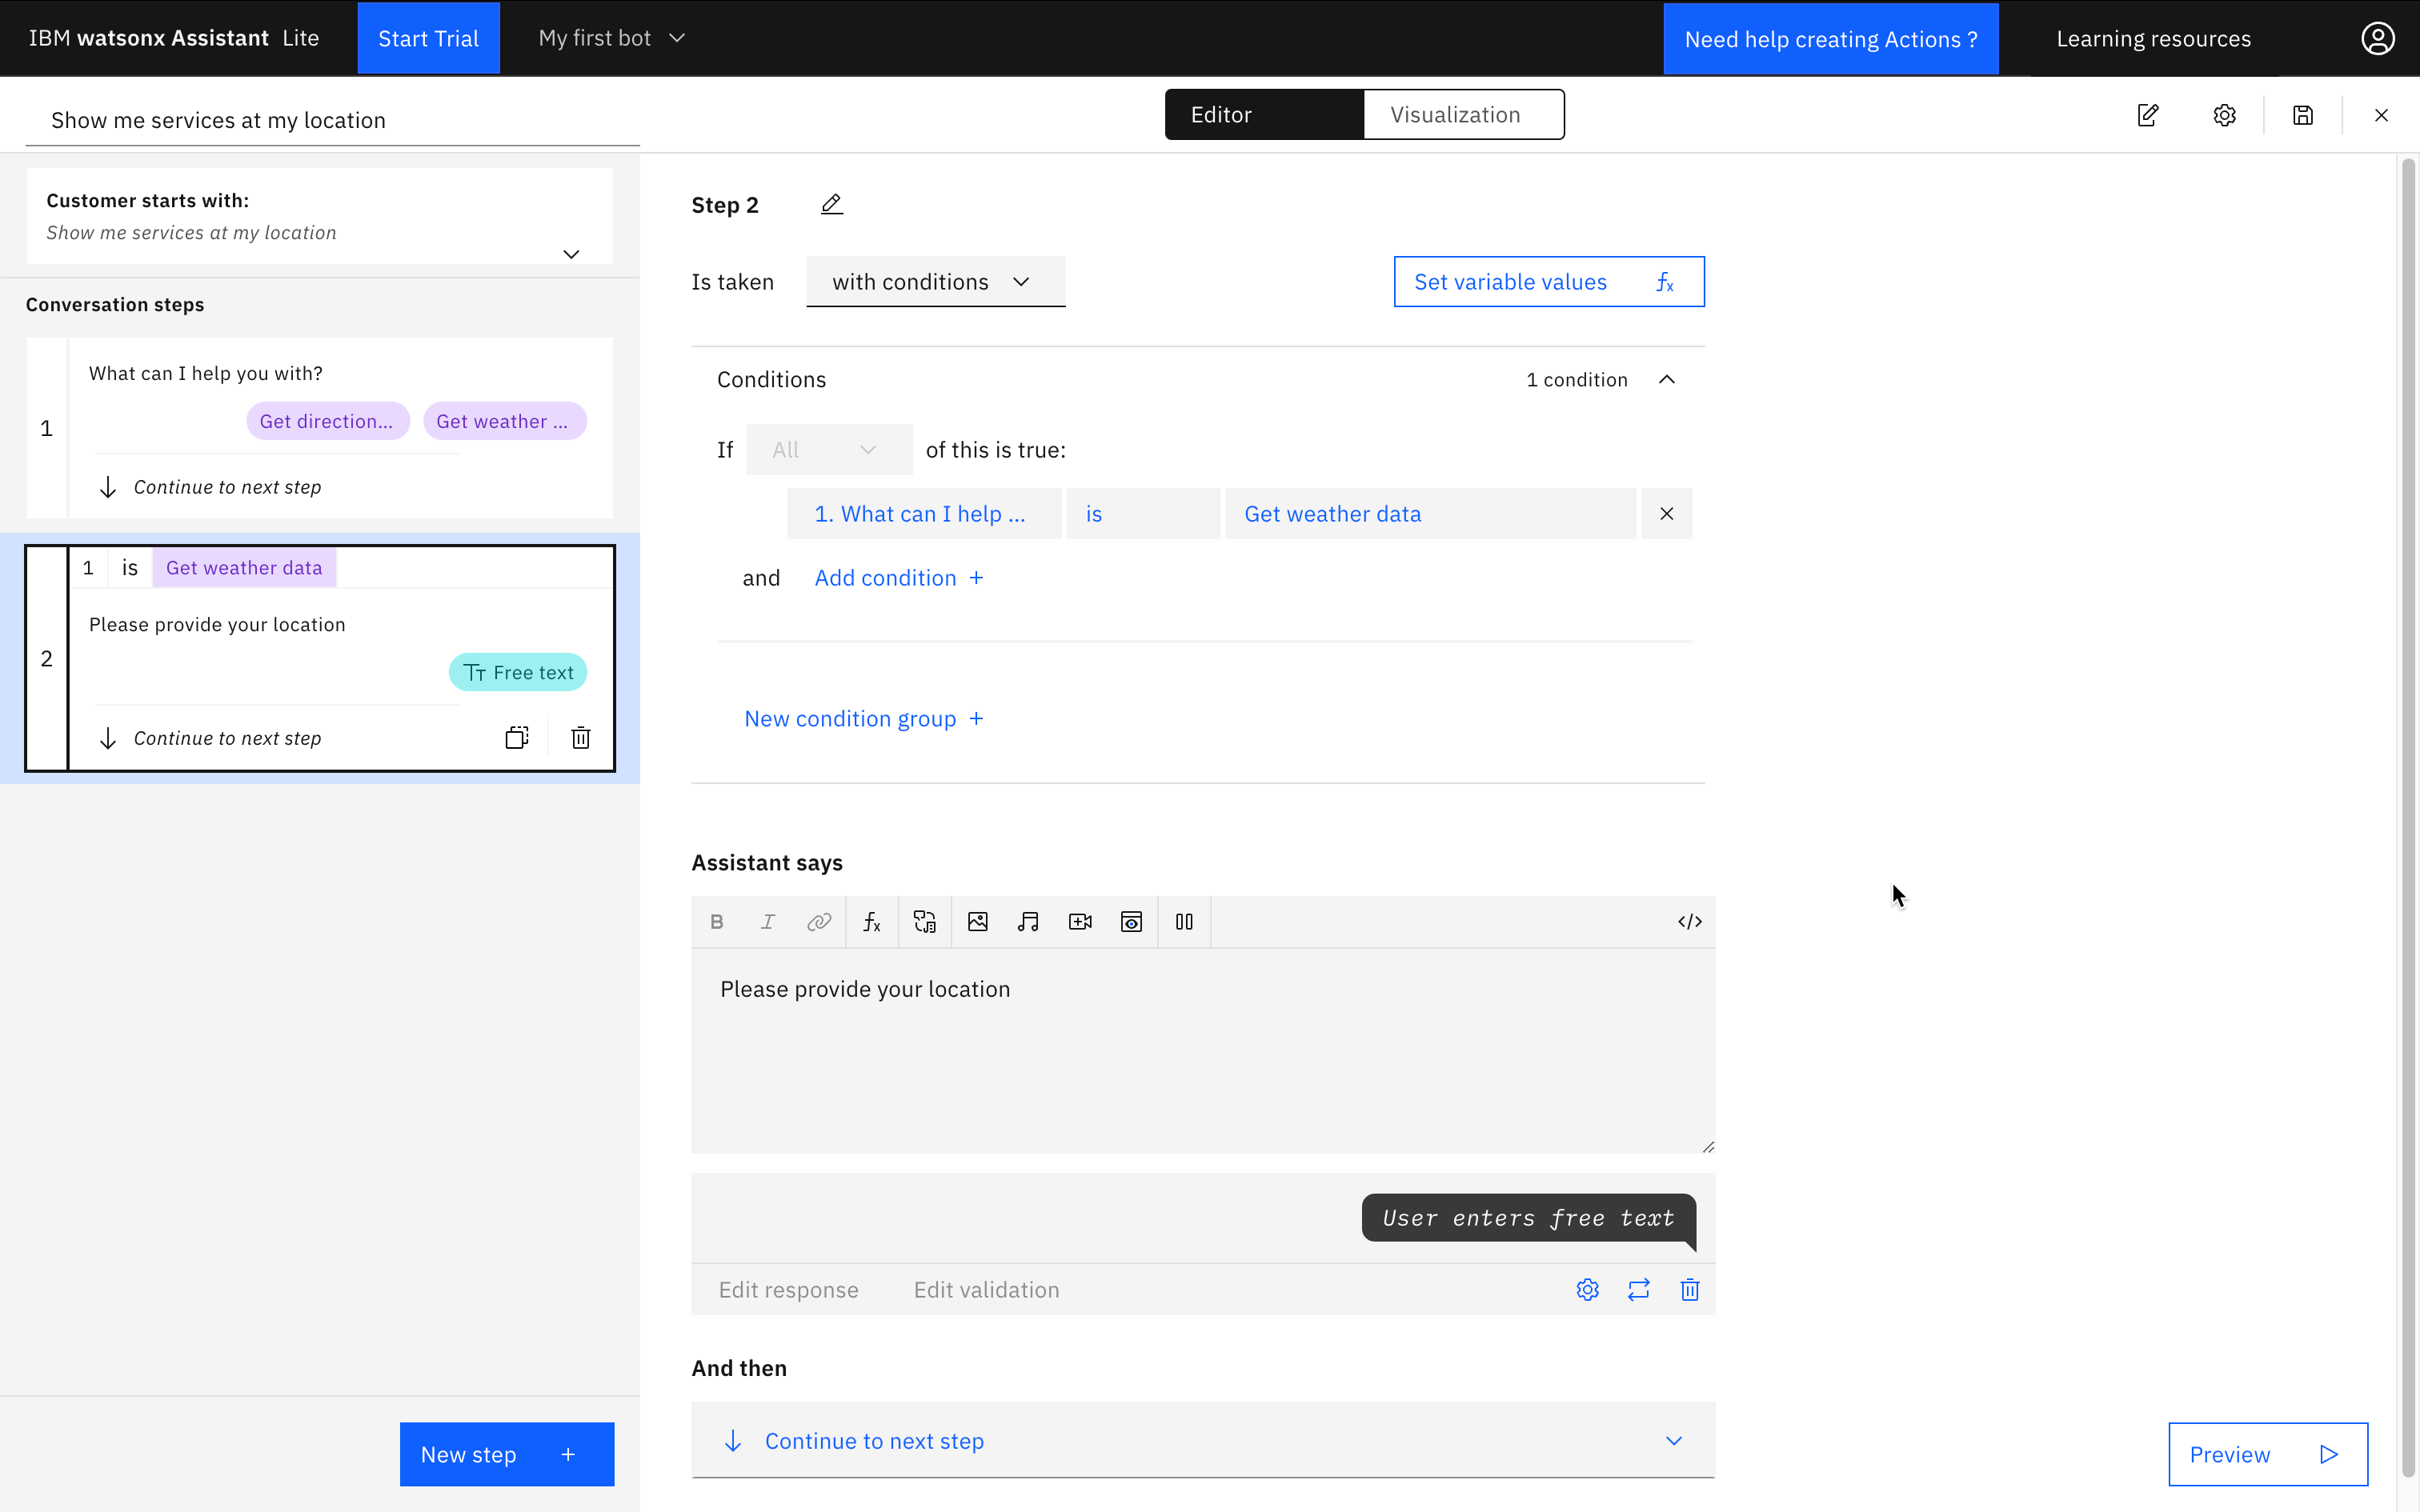 IBM watsonx Assistant Lite
Start Trial
My first bot
Need help creating Actions ?
Learning resources
Show me services at my location
Editor
Visualization
Customer starts with:
Show me services at my location
Conversation steps
1
What can I help you with?
Get direction...
Get weather ...
Continue to next step
2
1 is Get weather data
Please provide your location
Free text
Continue to next step
New step
Step 2
Is taken
with conditions
Set variable values
Conditions
1 condition
If All of this is true:
1. What can I help ...
is
Get weather data
and Add condition +
New condition group +
Assistant says
Please provide your location
User enters free text
Edit response
Edit validation
And then
Continue to next step
Preview